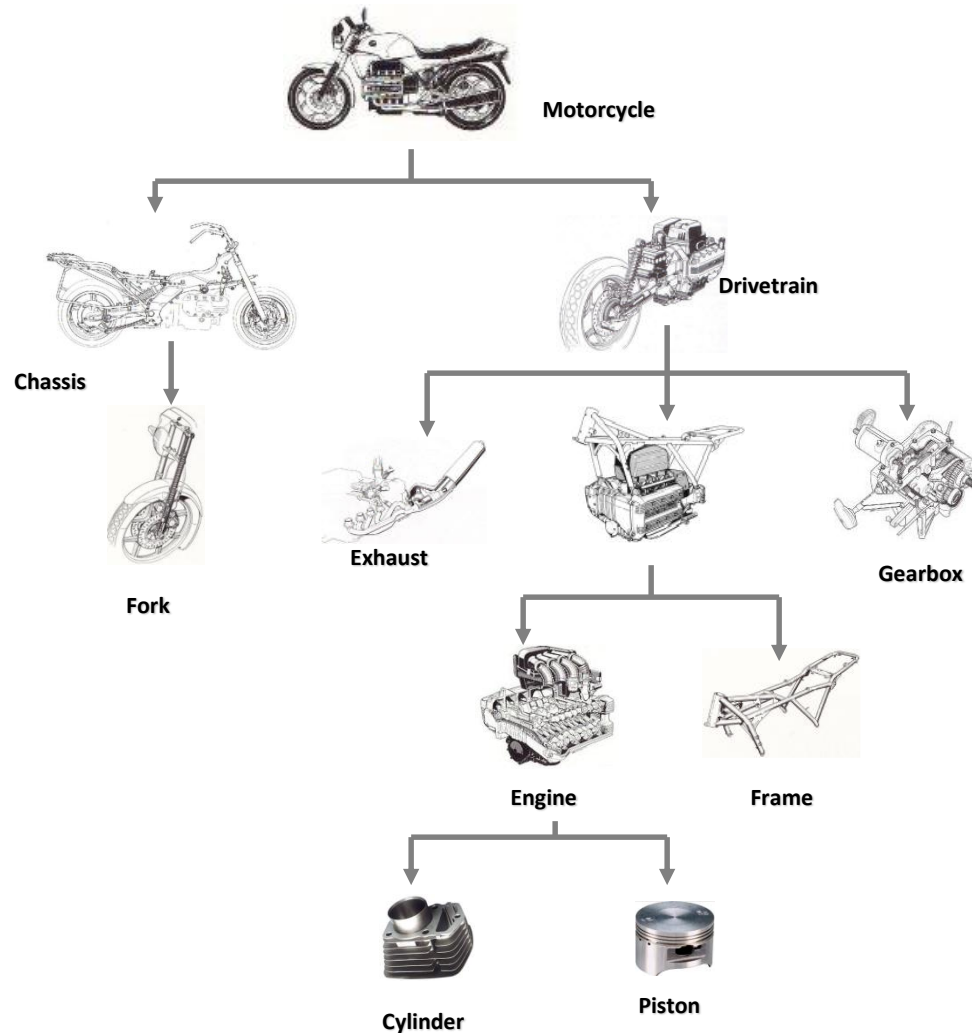 Motorcycle
Drivetrain
Chassis
Exhaust
Gearbox
Fork
Engine
Frame
Cylinder
Piston